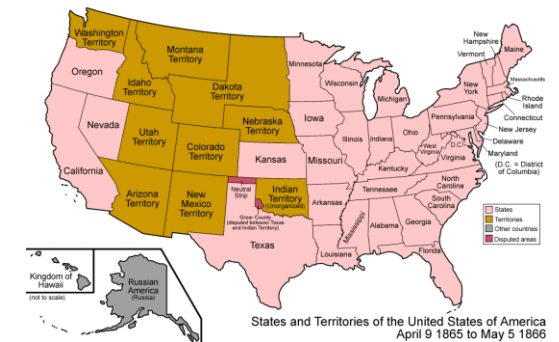 Washington
Territory
Montana
Territory
Oregon
Idaho
Territory
Dakota
Territory
Nebraska
Territory
Nevada
Utah
Territory
Colorado
Territory
California
Arizona
Territory
New
Mexico
Territory
Kansas
Neutral
Strip
Indian
Territory
(Unorganized)
Greer County
(disputed between Texas
and Indian Territory)
Texas
Minnesota
Wisconsin
Michigan
Iowa
Illinois
Indiana
Ohio
Missouri
Kentucky
West
Virginia
Virginia
D.C.
Tennessee
North
Carolina
South
Carolina
Arkansas
Mississippi
Alabama
Georgia
Louisiana
Florida
Pennsylvania
New
York
New
Hampshire
Vermont
Maine
Massachusetts
Rhode
Island
Connecticut
New Jersey
Delaware
Maryland
(D.C. = District
of Columbia)
States
Territories
Other countries
Disputed areas
Kingdom of
Hawaii
(not to scale)
Russian
America
(Russia)
States and Territories of the United States of America
April 9 1865 to May 5 1866